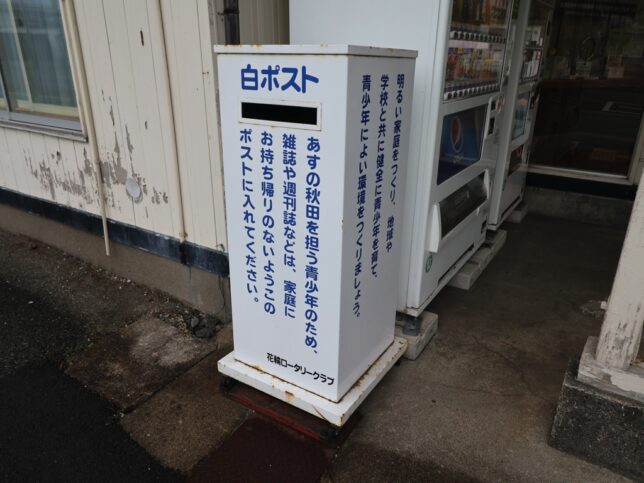 白ポスト
あすの秋田を担う青少年のため、
雑誌や週刊誌などは、家庭に
お持ち帰りのないようこの
ポストに入れてください。
花輪ロータリークラブ
明るい家庭をつくり、地域や
学校と共に健全に青少年を育て、
青少年によい環境をつくりましょう。